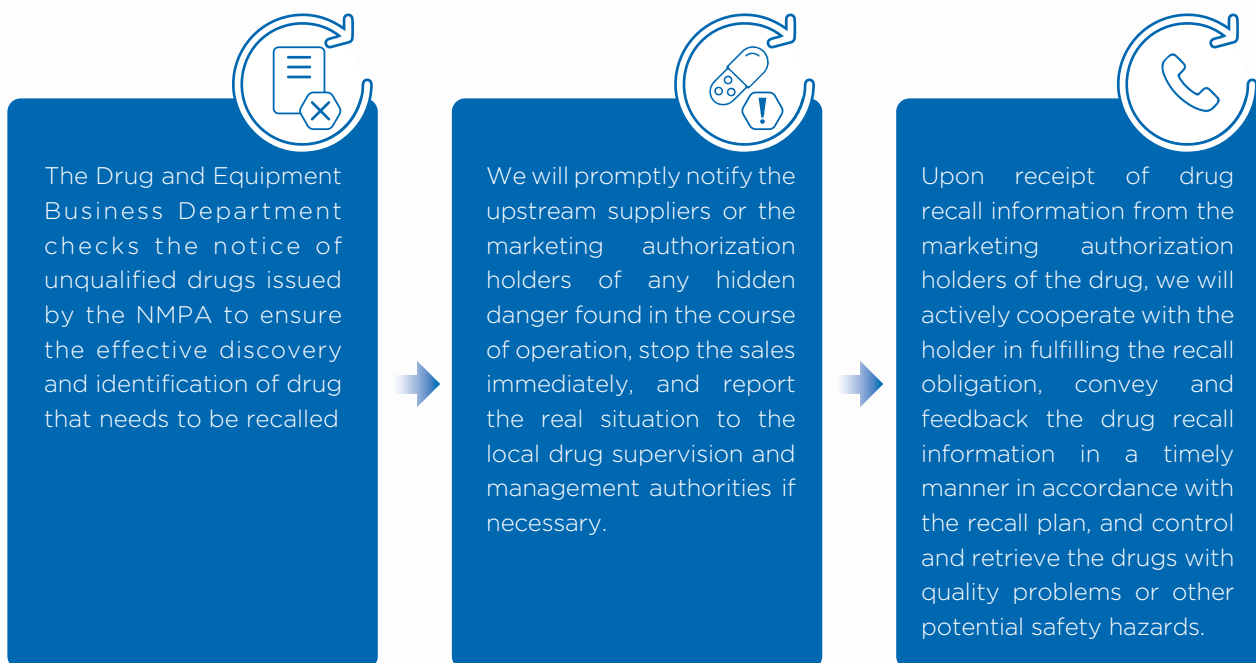 The Drug and Equipment
Business Department
checks the notice of
unqualified drugs issued
by the NMPA to ensure
the effective discovery
and identification of drug
that needs to be recalled
We will promptly notify the
upstream suppliers or the
marketing authorization
holders of any hidden
danger found in the course
of operation, stop the sales
immediately, and report
the real situation to the
local drug supervision and
management authorities if
necessary.
Upon receipt of drug
recall information from the
marketing authorization
holders of the drug, we will
actively cooperate with the
holder in fulfilling the recall
obligation, convey and
feedback the drug recall
information in a timely
manner in accordance with
the recall plan, and control
and retrieve the drugs with
quality problems or other
potential safety hazards.